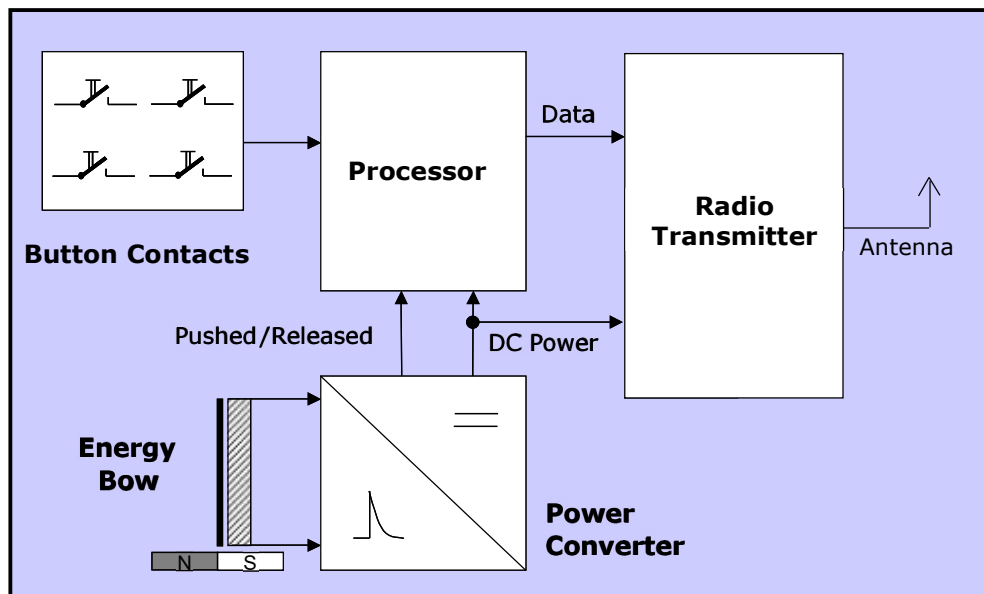 Data
Processor
Radio
Transmitter
Button Contacts
Antenna
Pushed/Released
DC Power
Energy
Bow
Power
Converter
N S